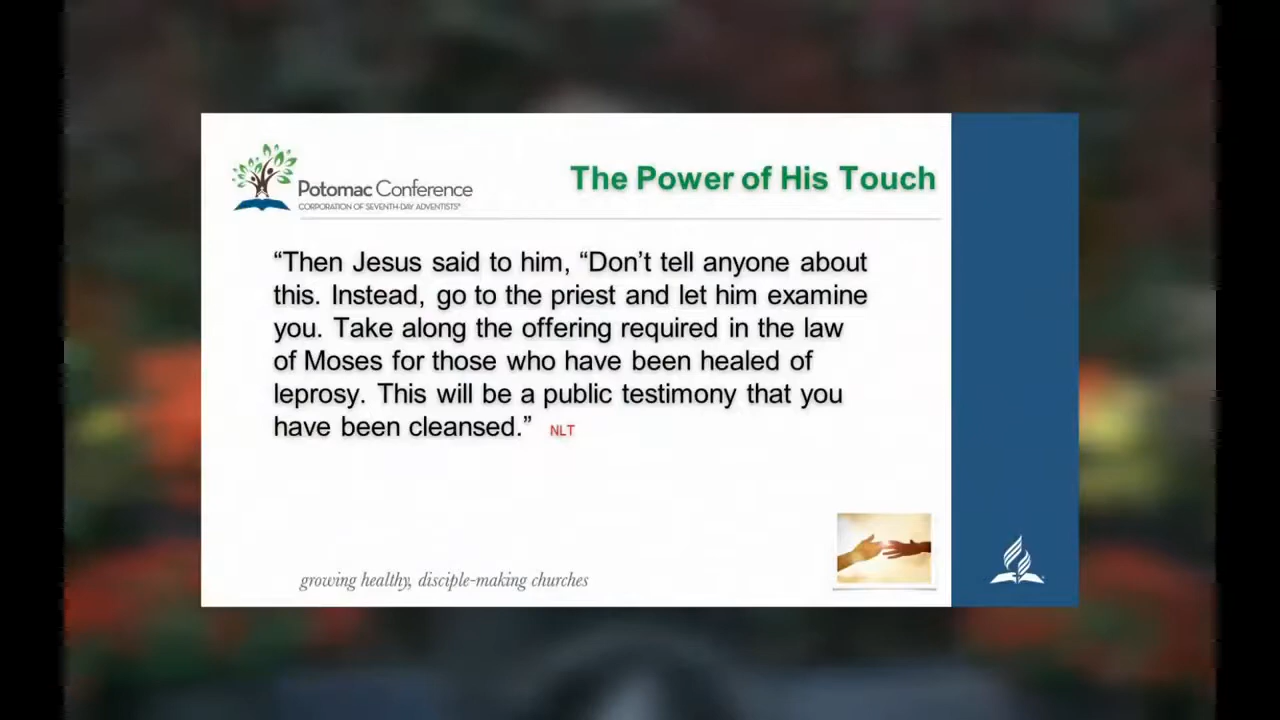 Potomac Conference
CORPORATION OF SEVENTH-DAY ADVENTISTS®
The Power of His Touch
“Then Jesus said to him, “Don’t tell anyone about
this. Instead, go to the priest and let him examine
you. Take along the offering required in the law
of Moses for those who have been healed of
leprosy. This will be a public testimony that you
have been cleansed.” NLT
growing healthy, disciple-making churches